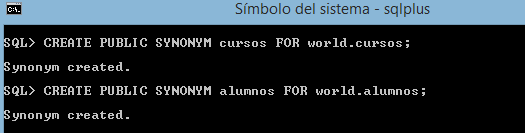 Símbolo del sistema - sqlplus
SQL> CREATE PUBLIC SYNONYM cursos FOR world.cursos;
Synonym created.
SQL> CREATE PUBLIC SYNONYM alumnos FOR world.alumnos;
Synonym created.